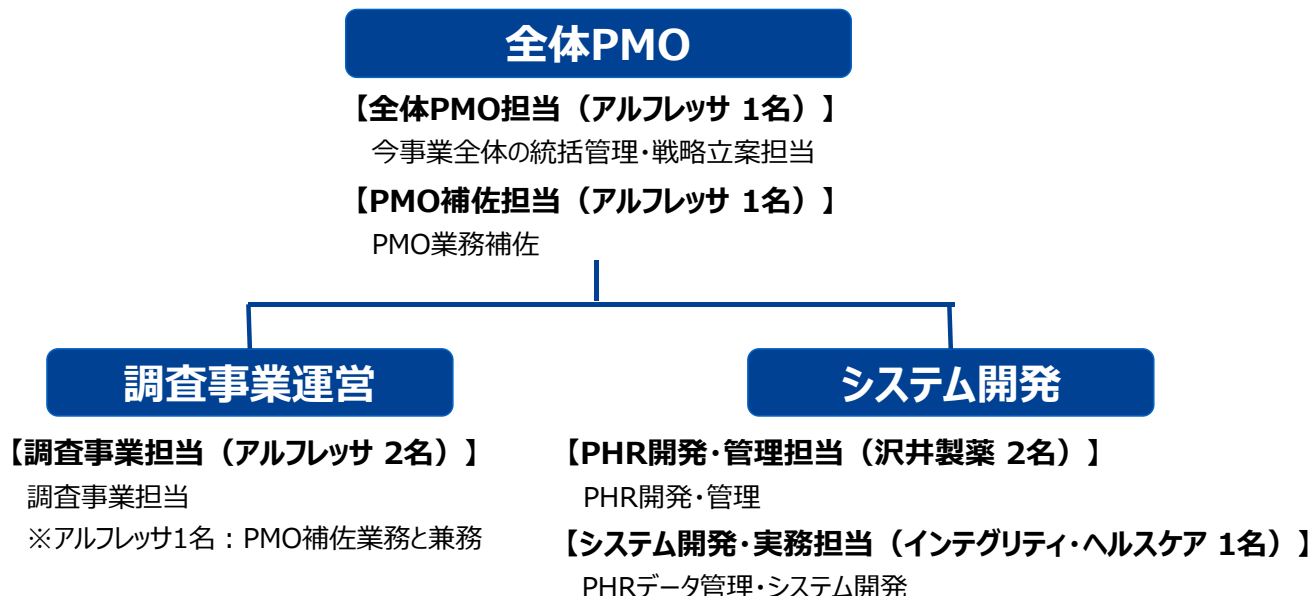 全体PMO
【全体PMO担当（アルフレッサ 1名）】
今事業全体の統括管理・戦略立案担当
【PMO補佐担当（アルフレッサ 1名）】
PMO業務補佐
調査事業運営
【調査事業担当（アルフレッサ 2名）】
調査事業担当
※アルフレッサ1名：PMO補佐業務と兼務
システム開発
【PHR開発・管理担当（沢井製薬 2名）】
PHR開発・管理
【システム開発・実務担当（インテグリティ・ヘルスケア 1名）】
PHRデータ管理・システム開発